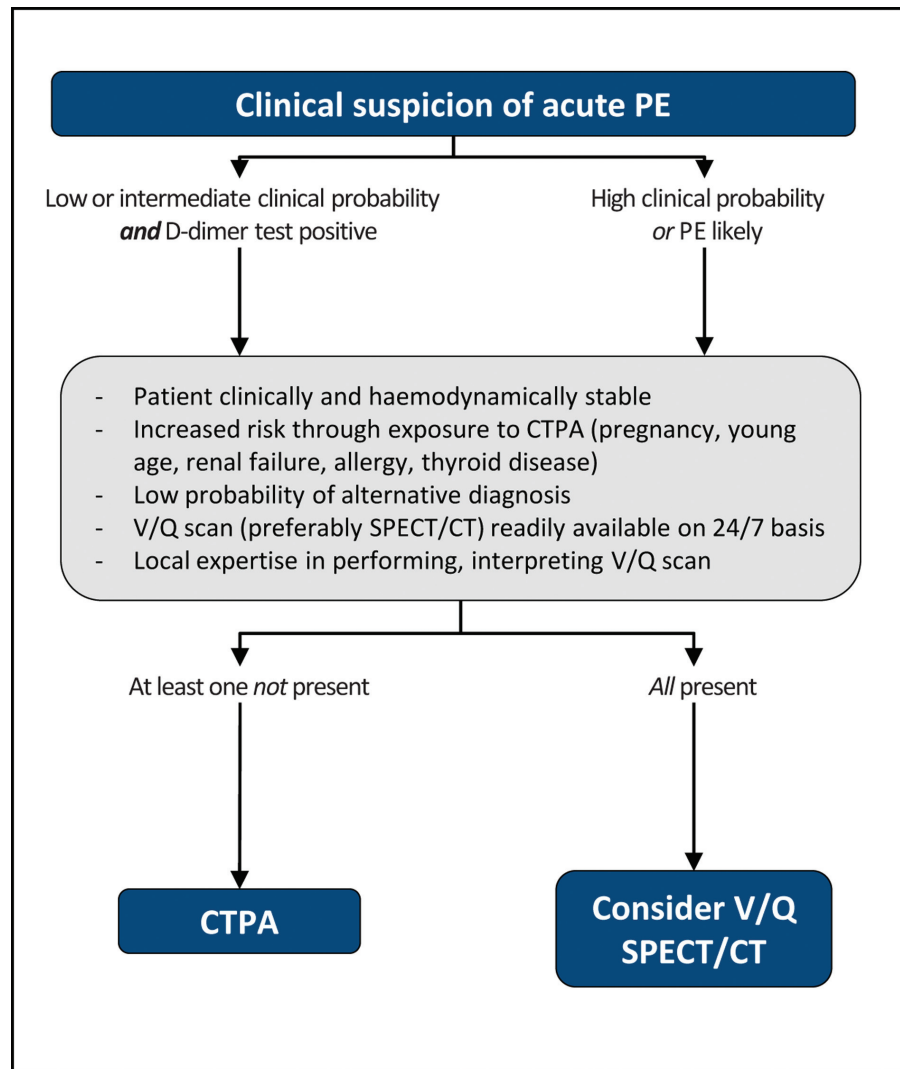 Clinical suspicion of acute PE
Low or intermediate clinical probability
and D-dimer test positive
High clinical probability
or PE likely
- Patient clinically and haemodynamically stable
- Increased risk through exposure to CTPA (pregnancy, young
age, renal failure, allergy, thyroid disease)
- Low probability of alternative diagnosis
- V/Q scan (preferably SPECT/CT) readily available on 24/7 basis
- Local expertise in performing, interpreting V/Q scan
At least one not present
All present
CTPA
Consider V/Q
SPECT/CT